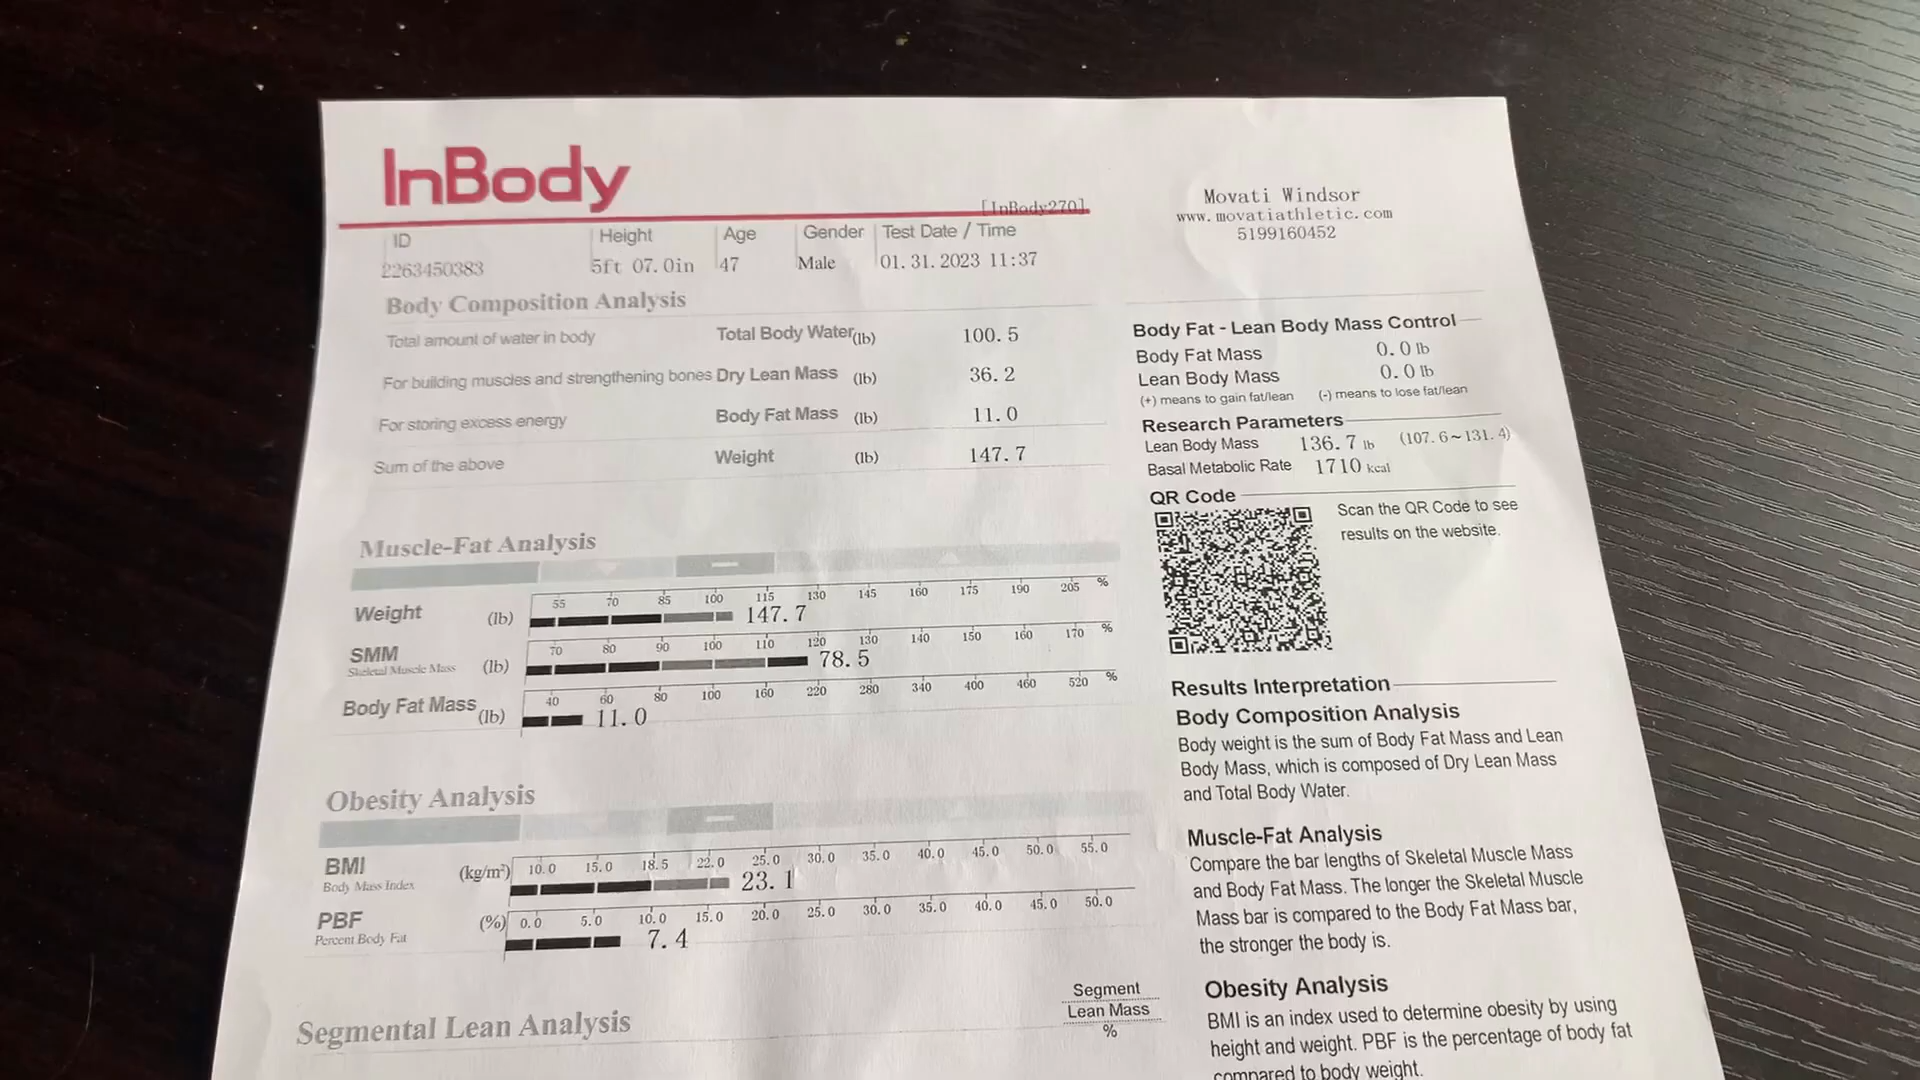 InBody
[InBody270]
ID Height Age Gender Test Date / Time
2263450383 5ft 07.0in 47 Male 01.31.2023 11:37
Movati Windsor
www.movatiathletic.com
5199160452
Body Composition Analysis
Total amount of water in body Total Body Water (lb) 100.5
For building muscles and strengthening bones Dry Lean Mass (lb) 36.2
For storing excess energy Body Fat Mass (lb) 11.0
Sum of the above Weight (lb) 147.7
Muscle-Fat Analysis
55 70 85 100 115 130 145 160 175 190 205 %
Weight (lb) 147.7
70 80 90 100 110 120 130 140 150 160 170 %
SMM (lb) 78.5
Skeletal Muscle Mass
40 60 80 100 160 220 280 340 400 460 520 %
Body Fat Mass (lb) 11.0
Obesity Analysis
10.0 15.0 18.5 22.0 25.0 30.0 35.0 40.0 45.0 50.0 55.0
BMI (kg/m²) 23.1
Body Mass Index
0.0 5.0 10.0 15.0 20.0 25.0 30.0 35.0 40.0 45.0 50.0
PBF (%) 7.4
Percent Body Fat
Segmental Lean Analysis
Segment
Lean Mass
%
Body Fat - Lean Body Mass Control
Body Fat Mass 0.0 lb
Lean Body Mass 0.0 lb
(+) means to gain fat/lean (-) means to lose fat/lean
Research Parameters
Lean Body Mass 136.7 lb (107.6~131.4)
Basal Metabolic Rate 1710 kcal
QR Code
Scan the QR Code to see
results on the website.
Results Interpretation
Body Composition Analysis
Body weight is the sum of Body Fat Mass and Lean
Body Mass, which is composed of Dry Lean Mass
and Total Body Water.
Muscle-Fat Analysis
Compare the bar lengths of Skeletal Muscle Mass
and Body Fat Mass. The longer the Skeletal Muscle
Mass bar is compared to the Body Fat Mass bar,
the stronger the body is.
Obesity Analysis
BMI is an index used to determine obesity by using
height and weight. PBF is the percentage of body fat
compared to body weight.